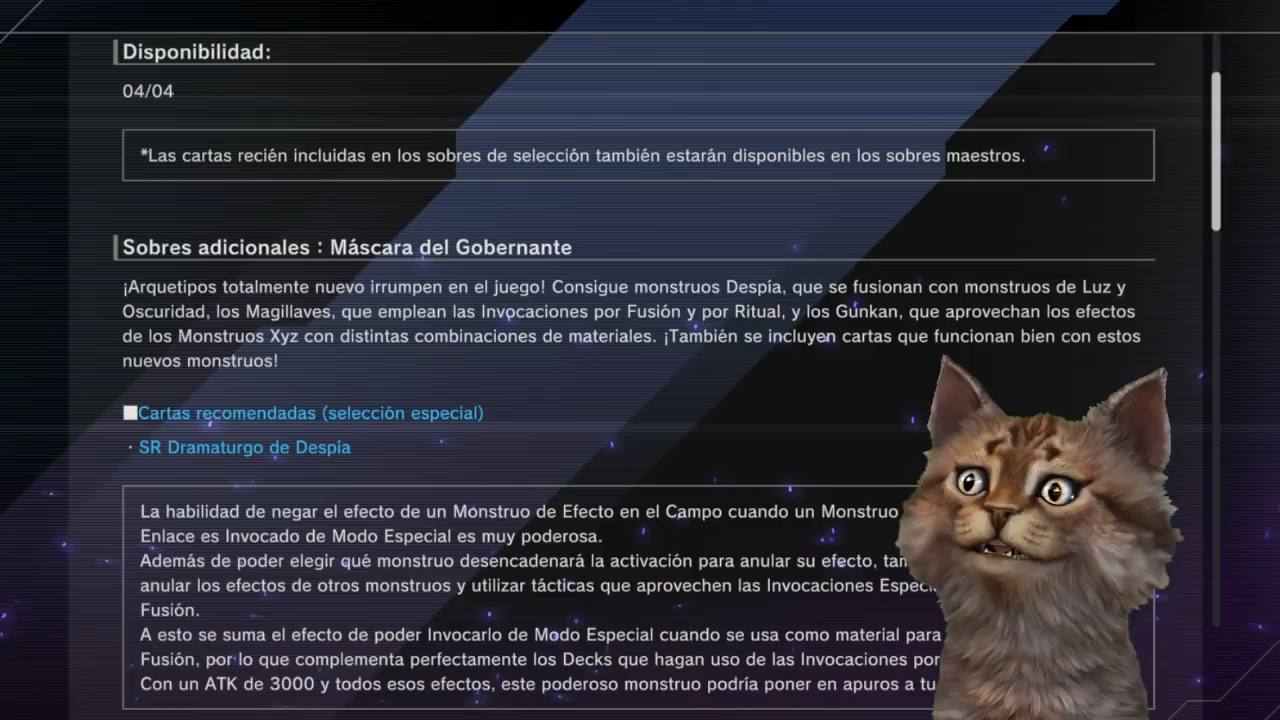 Disponibilidad:
04/04
*Las cartas recién incluidas en los sobres de selección también estarán disponibles en los sobres maestros.
Sobres adicionales : Máscara del Gobernante
¡Arquetipos totalmente nuevo irrumpen en el juego! Consigue monstruos Despía, que se fusionan con monstruos de Luz y
Oscuridad, los Magillaves, que emplean las Invocaciones por Fusión y por Ritual, y los Gunkan, que aprovechan los efectos
de los Monstruos Xyz con distintas combinaciones de materiales. ¡También se incluyen cartas que funcionan bien con estos
nuevos monstruos!
■Cartas recomendadas (selección especial)
· SR Dramaturgo de Despía
La habilidad de negar el efecto de un Monstruo de Efecto en el Campo cuando un Monstruo
Enlace es Invocado de Modo Especial es muy poderosa.
Además de poder elegir qué monstruo desencadenará la activación para anular su efecto,
anular los efectos de otros monstruos y utilizar tácticas que aprovechen las Invocaciones
Fusión.
A esto se suma el efecto de poder Invocarlo de Modo Especial cuando se usa como material para
Fusión, por lo que complementa perfectamente los Decks que hagan uso de las Invocaciones por
Con un ATK de 3000 y todos esos efectos, este poderoso monstruo podría poner en apuros a tu